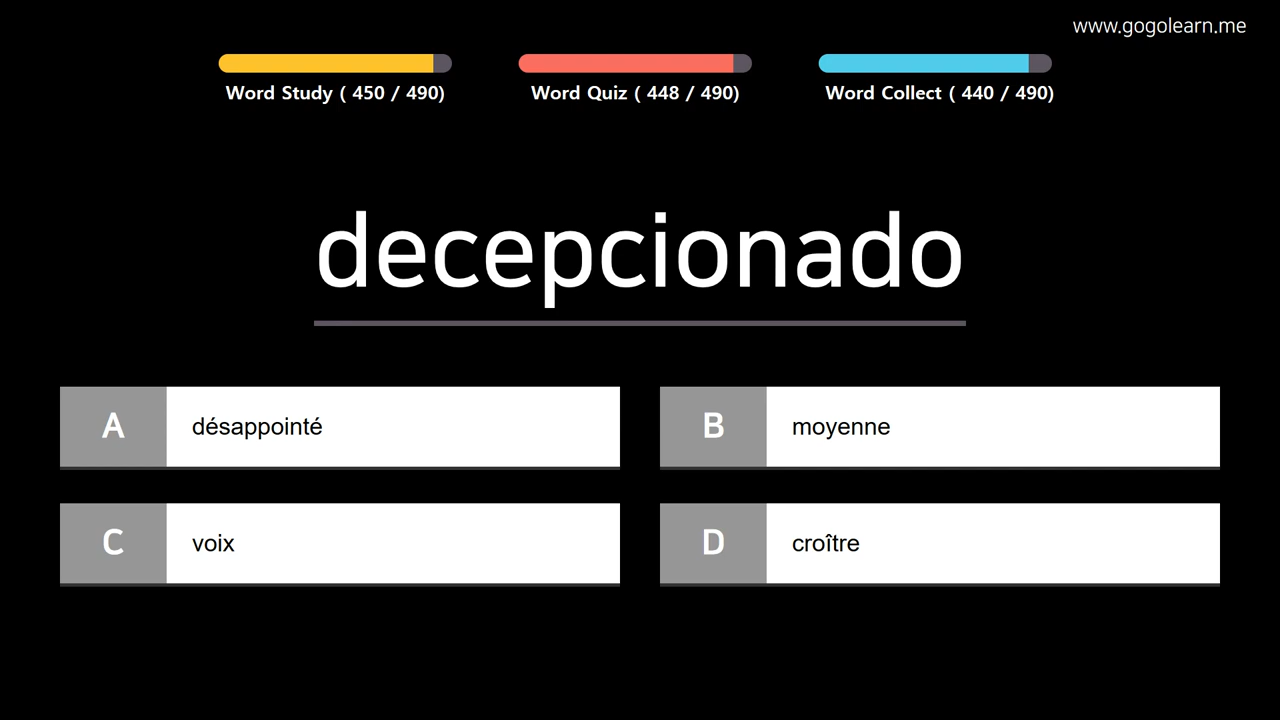 www.gogolearn.me
Word Study ( 450 / 490)
Word Quiz ( 448 / 490)
Word Collect ( 440 / 490)
decepcionado
A désappointé
B moyenne
C voix
D croître